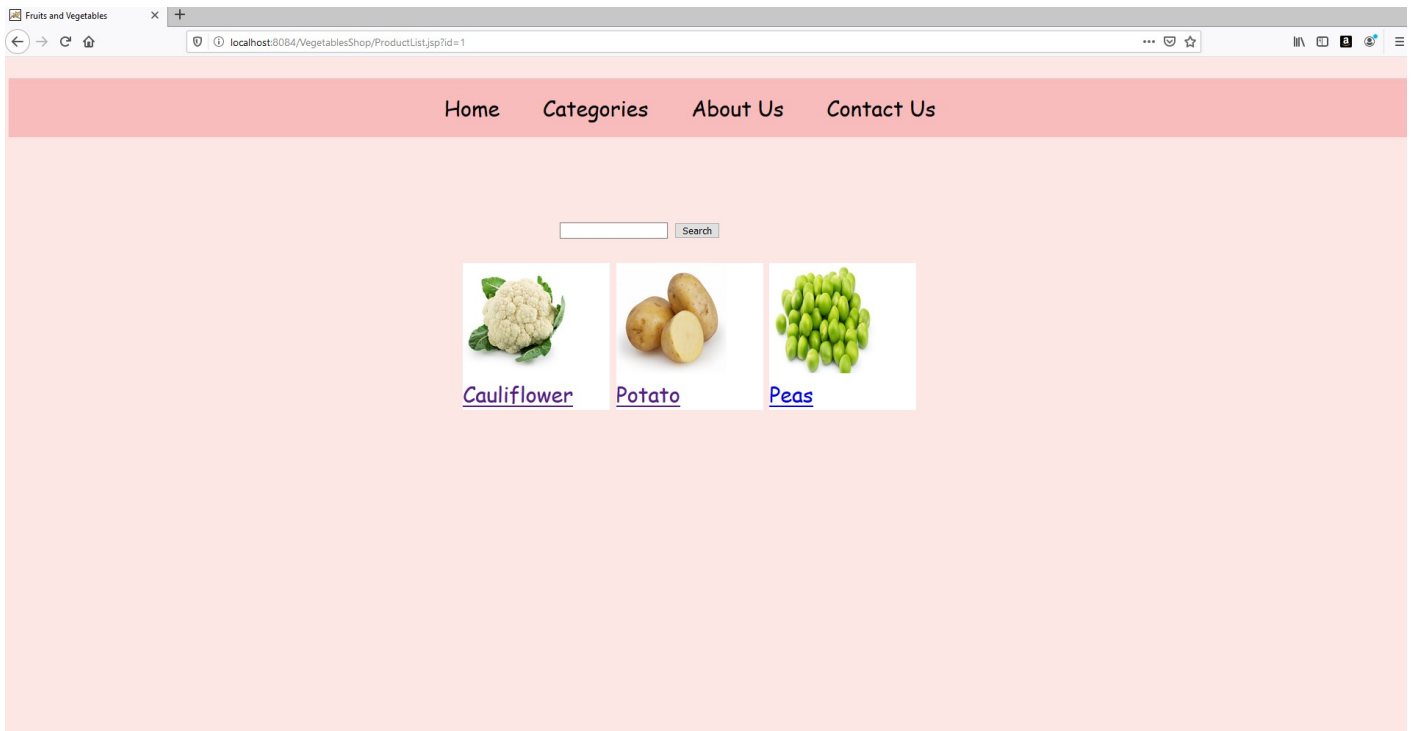 Fruits and Vegetables
localhost:8084/VegetablesShop/ProductList.jsp?id=1
Home Categories About Us Contact Us
Search
Cauliflower Potato Peas